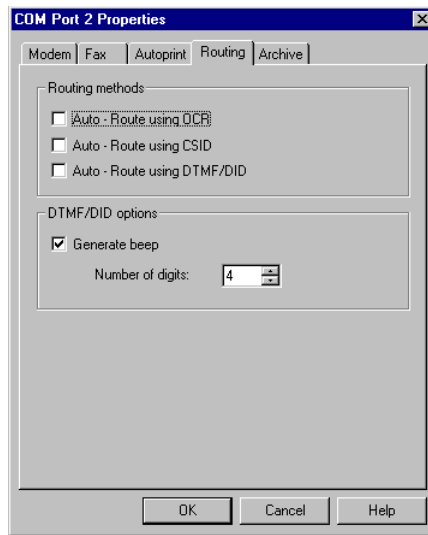 COM Port 2 Properties
Modem Fax Autoprint Routing Archive
Routing methods
Auto - Route using OCR
Auto - Route using CSID
Auto - Route using DTMF/DID
DTMF/DID options
Generate beep
Number of digits: 4
OK Cancel Help